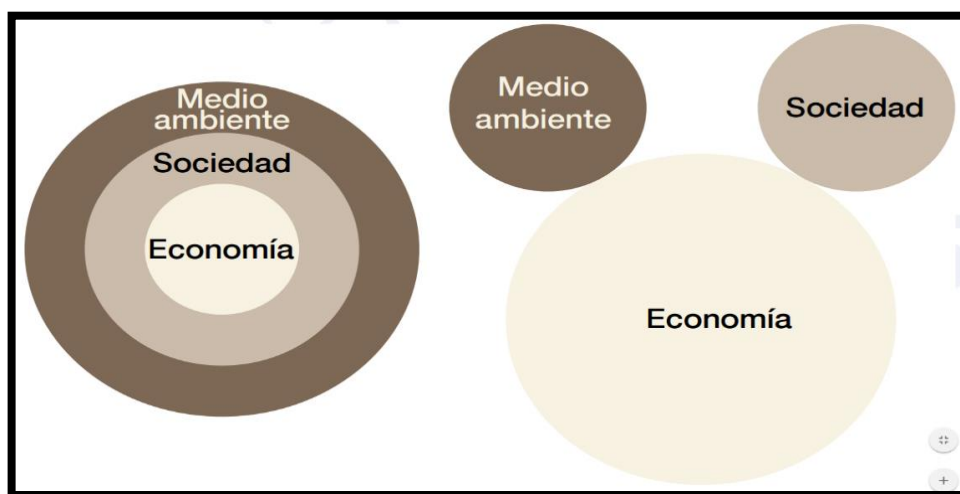 Medio
ambiente
Sociedad
Economía
Medio
ambiente
Sociedad
Economía